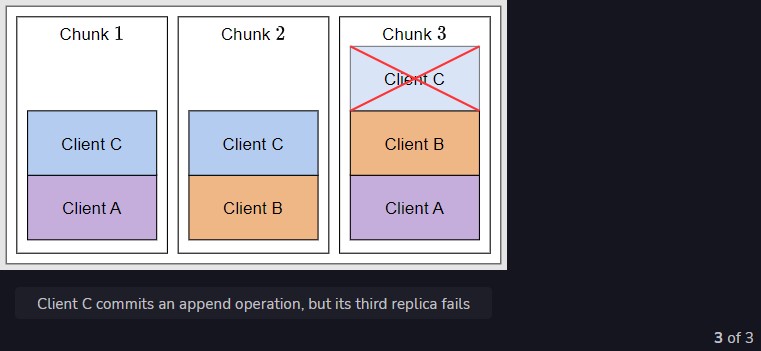 Chunk 1
Client C
Client A
Chunk 2
Client C
Client B
Chunk 3
Client C
Client B
Client A
Client C commits an append operation, but its third replica fails
3 of 3